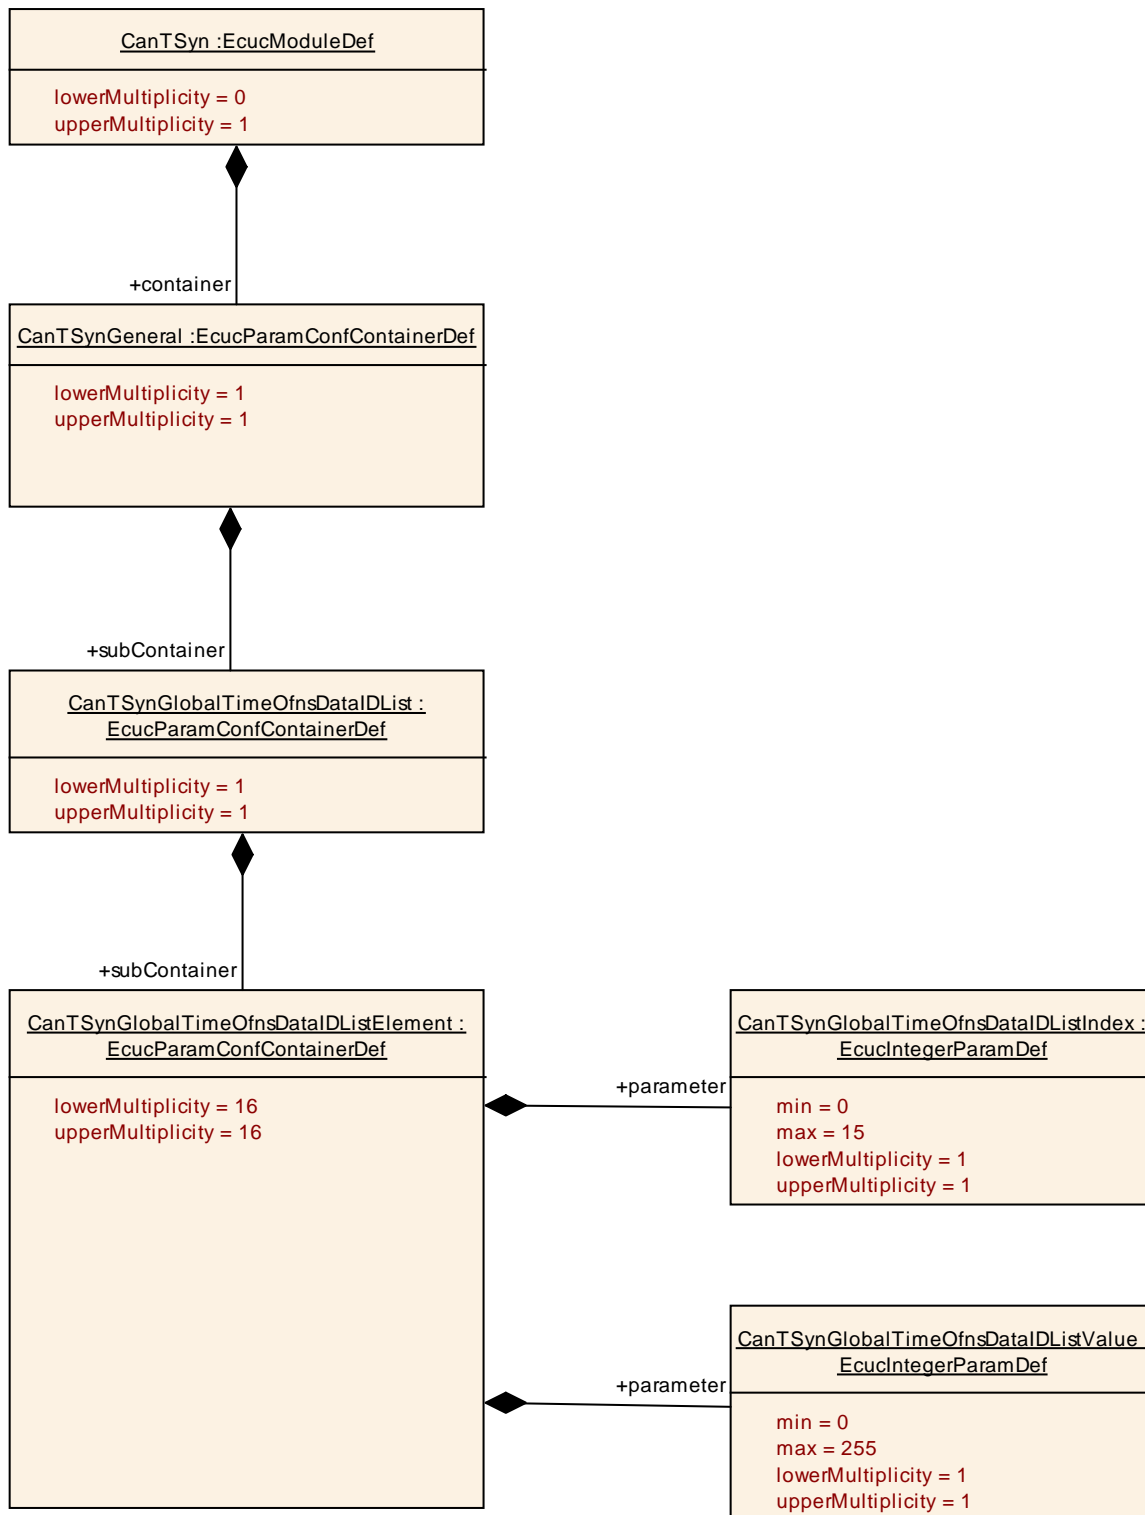 CanTSyn :EcucModuleDef
lowerMultiplicity = 0
upperMultiplicity = 1
+container
CanTSynGeneral :EcucParamConfContainerDef
lowerMultiplicity = 1
upperMultiplicity = 1
+subContainer
CanTSynGlobalTimeOfnsDataIDList :
EcucParamConfContainerDef
lowerMultiplicity = 1
upperMultiplicity = 1
+subContainer
CanTSynGlobalTimeOfnsDataIDListElement :
EcucParamConfContainerDef
lowerMultiplicity = 16
upperMultiplicity = 16
+parameter
CanTSynGlobalTimeOfnsDataIDListIndex :
EcucIntegerParamDef
min = 0
max = 15
lowerMultiplicity = 1
upperMultiplicity = 1
+parameter
CanTSynGlobalTimeOfnsDataIDListValue
EcucIntegerParamDef
min = 0
max = 255
lowerMultiplicity = 1
upperMultiplicity = 1